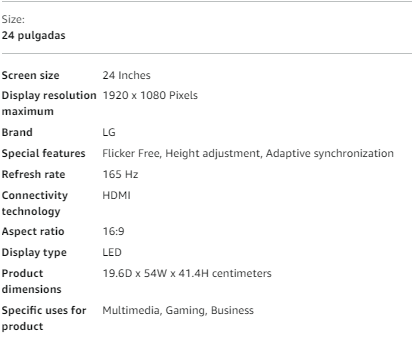 Size:
24 pulgadas
Screen size 24 Inches
Display resolution 1920 x 1080 Pixels
maximum
Brand LG
Special features Flicker Free, Height adjustment, Adaptive synchronization
Refresh rate 165 Hz
Connectivity HDMI
technology
Aspect ratio 16:9
Display type LED
Product 19.6D x 54W x 41.4H centimeters
dimensions
Specific uses for Multimedia, Gaming, Business
product